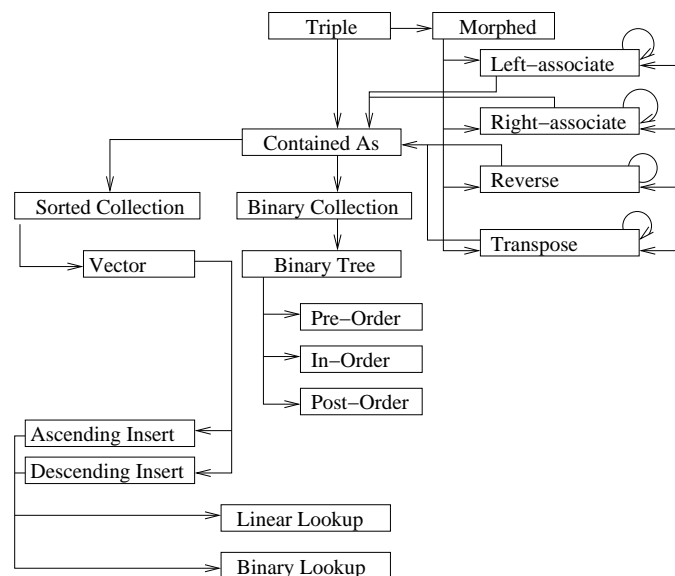 Triple
Morphed
Left−associate
Right−associate
Contained As
Reverse
Sorted Collection
Binary Collection
Transpose
Vector
Binary Tree
Pre−Order
In−Order
Post−Order
Ascending Insert
Descending Insert
Linear Lookup
Binary Lookup